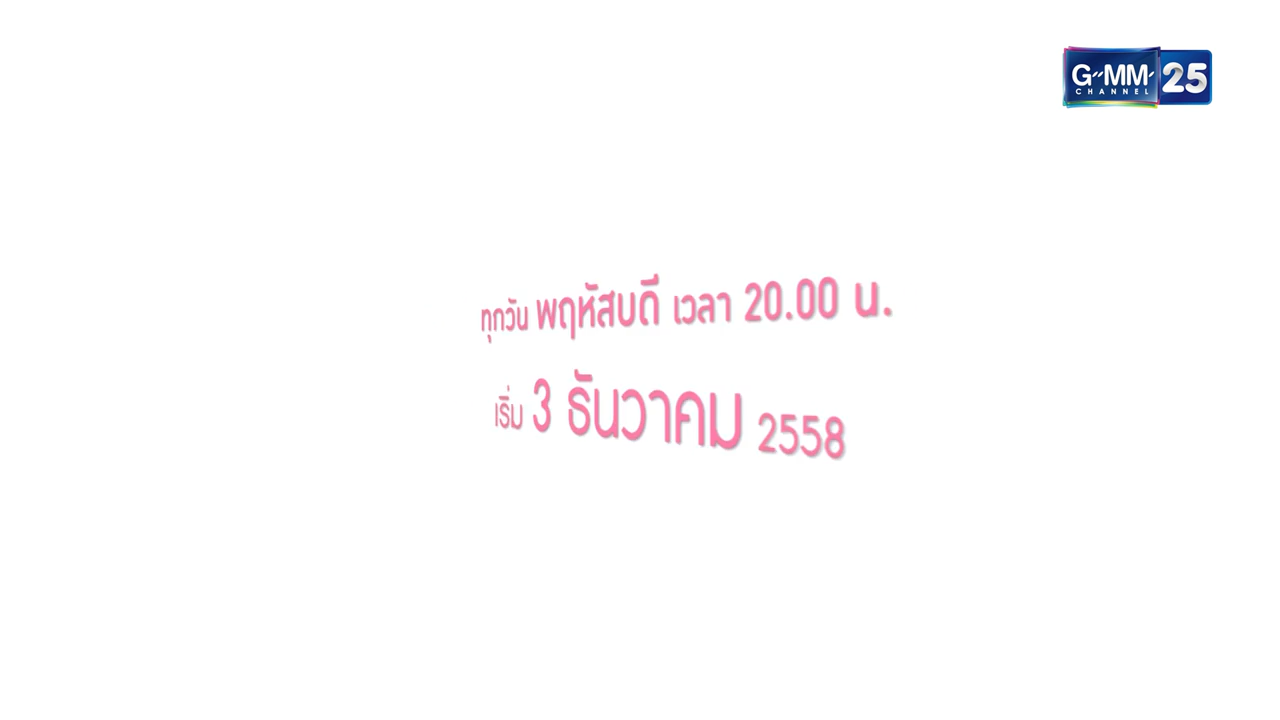 G-MM- 25
CHANNEL
ทุกวัน พฤหัสบดี เวลา 20.00 น.
เริ่ม 3 ธันวาคม 2558